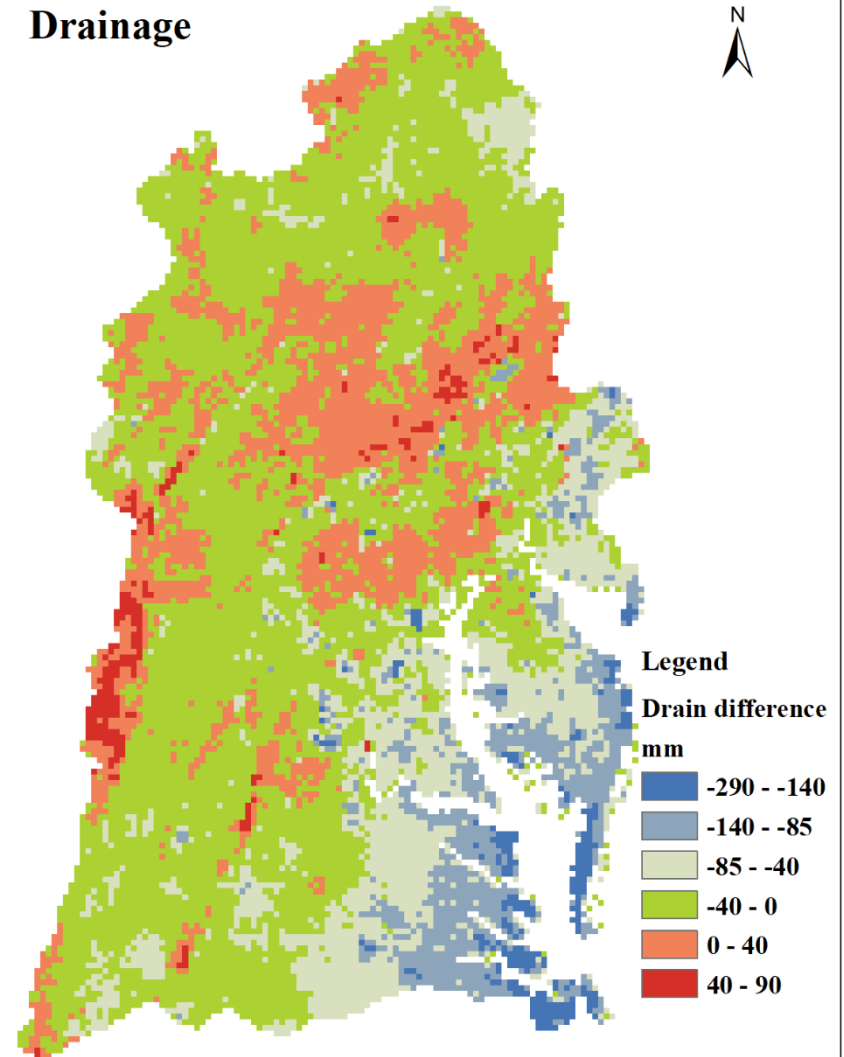 Drainage
N
Legend
Drain difference
mm
-290 - -140
-140 - -85
-85 - -40
-40 - 0
0 - 40
40 - 90